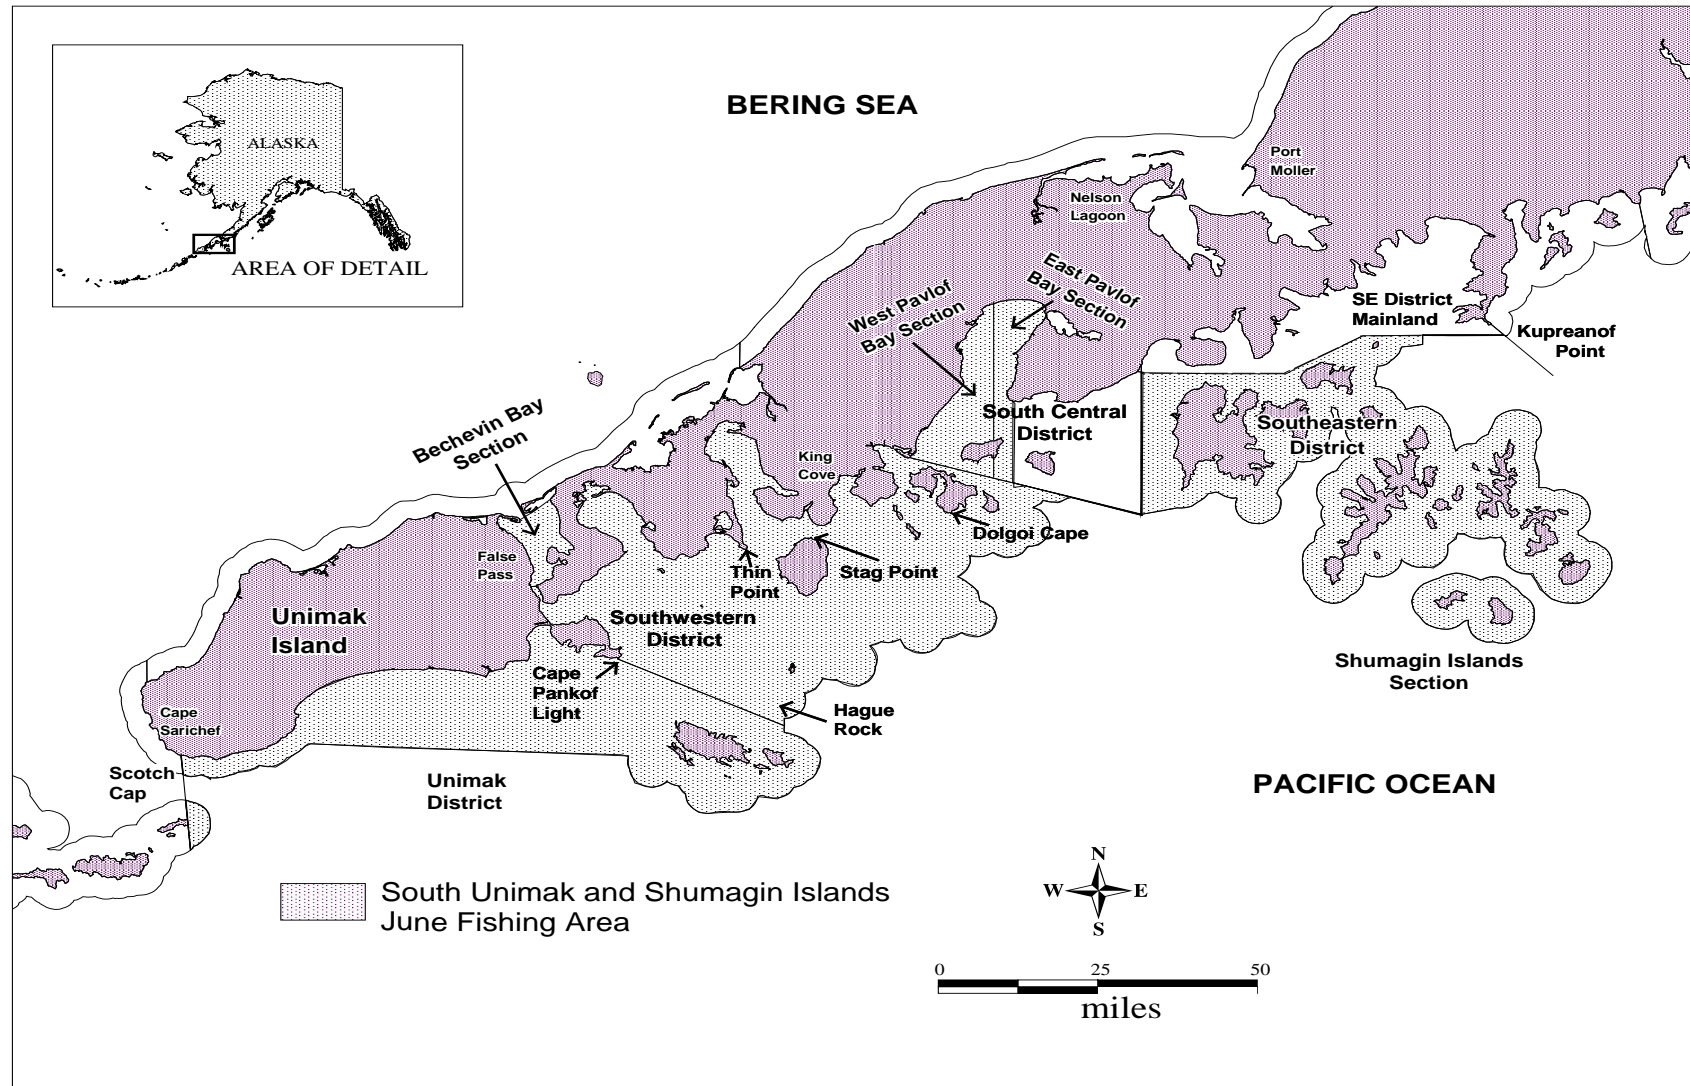 BERING SEA
ALASKA
AREA OF DETAIL
Port
Moller
Nelson
Lagoon
East Pavlof
Bay Section
West Pavlof
Bay Section
SE District
Mainland
Kupreanof
Point
Bechevin Bay
Section
South Central
District
Southeastern
District
King
Cove
Dolgoi Cape
False
Pass
Thin
Point
Stag Point
Unimak
Island
Southwestern
District
Shumagin Islands
Section
Cape
Pankof
Light
Cape
Sarichef
Hague
Rock
Scotch
Cap
Unimak
District
PACIFIC OCEAN
South Unimak and Shumagin Islands
June Fishing Area
N
W E
S
0 25 50
miles